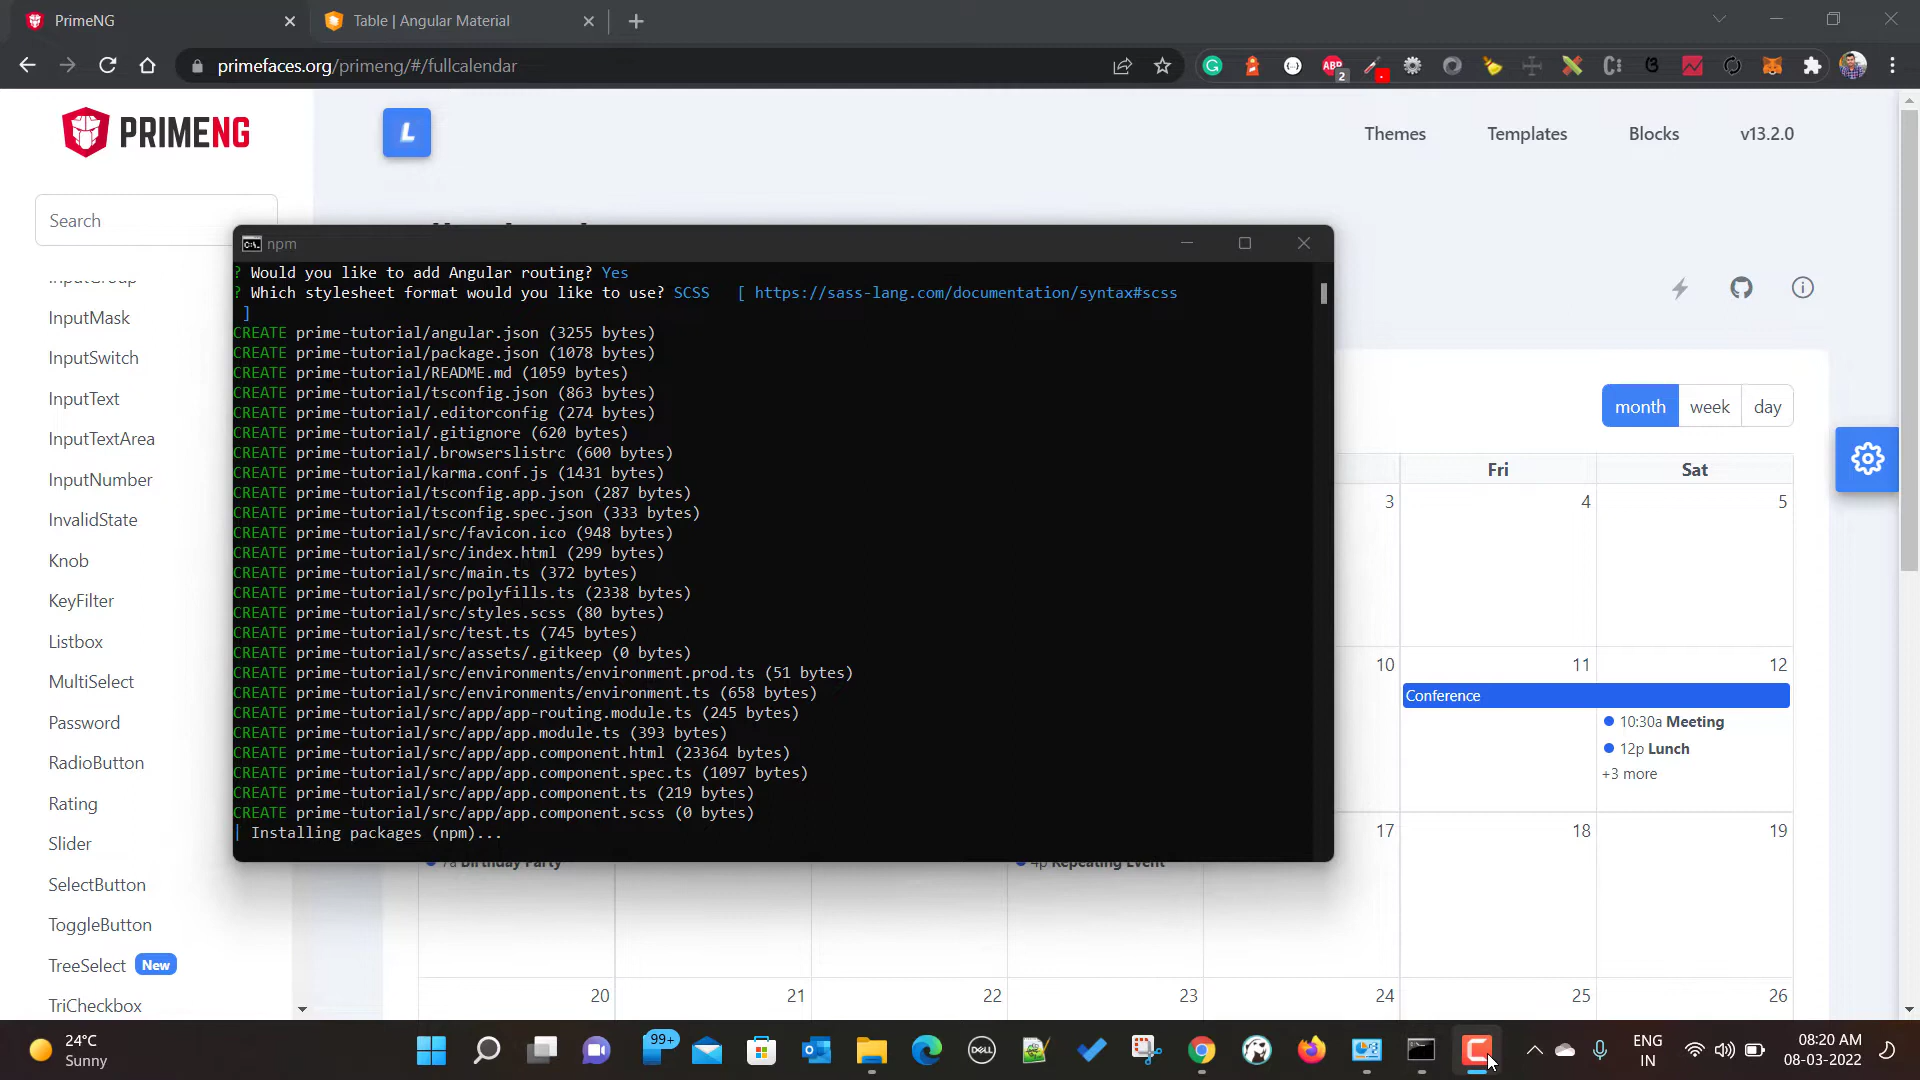 PrimeNG
Table | Angular Material
primefaces.org/primeng/#/fullcalendar
ABP
2
PRIMENG
L
Themes
Templates
Blocks
v13.2.0
Search
InputMask
InputSwitch
InputText
InputTextArea
InputNumber
InvalidState
Knob
KeyFilter
Listbox
MultiSelect
Password
RadioButton
Rating
Slider
SelectButton
ToggleButton
TreeSelect New
TriCheckbox
npm
? Would you like to add Angular routing? Yes
? Which stylesheet format would you like to use? SCSS [ https://sass-lang.com/documentation/syntax#scss
]
CREATE prime-tutorial/angular.json (3255 bytes)
CREATE prime-tutorial/package.json (1078 bytes)
CREATE prime-tutorial/README.md (1059 bytes)
CREATE prime-tutorial/tsconfig.json (863 bytes)
CREATE prime-tutorial/.editorconfig (274 bytes)
CREATE prime-tutorial/.gitignore (620 bytes)
CREATE prime-tutorial/.browserslistrc (600 bytes)
CREATE prime-tutorial/karma.conf.js (1431 bytes)
CREATE prime-tutorial/tsconfig.app.json (287 bytes)
CREATE prime-tutorial/tsconfig.spec.json (333 bytes)
CREATE prime-tutorial/src/favicon.ico (948 bytes)
CREATE prime-tutorial/src/index.html (299 bytes)
CREATE prime-tutorial/src/main.ts (372 bytes)
CREATE prime-tutorial/src/polyfills.ts (2338 bytes)
CREATE prime-tutorial/src/styles.scss (80 bytes)
CREATE prime-tutorial/src/test.ts (745 bytes)
CREATE prime-tutorial/src/assets/.gitkeep (0 bytes)
CREATE prime-tutorial/src/environments/environment.prod.ts (51 bytes)
CREATE prime-tutorial/src/environments/environment.ts (658 bytes)
CREATE prime-tutorial/src/app/app-routing.module.ts (245 bytes)
CREATE prime-tutorial/src/app/app.module.ts (393 bytes)
CREATE prime-tutorial/src/app/app.component.html (23364 bytes)
CREATE prime-tutorial/src/app/app.component.spec.ts (1097 bytes)
CREATE prime-tutorial/src/app/app.component.ts (219 bytes)
CREATE prime-tutorial/src/app/app.component.scss (0 bytes)
| Installing packages (npm)...
month week day
Fri Sat
3 4 5
10 11 12
Conference
10:30a Meeting
12p Lunch
+3 more
17 18 19
7a Birthday Party 4p Repeating Event
20 21 22 23 24 25 26
24°C
Sunny
99+
DELL
ENG
IN
08:20 AM
08-03-2022